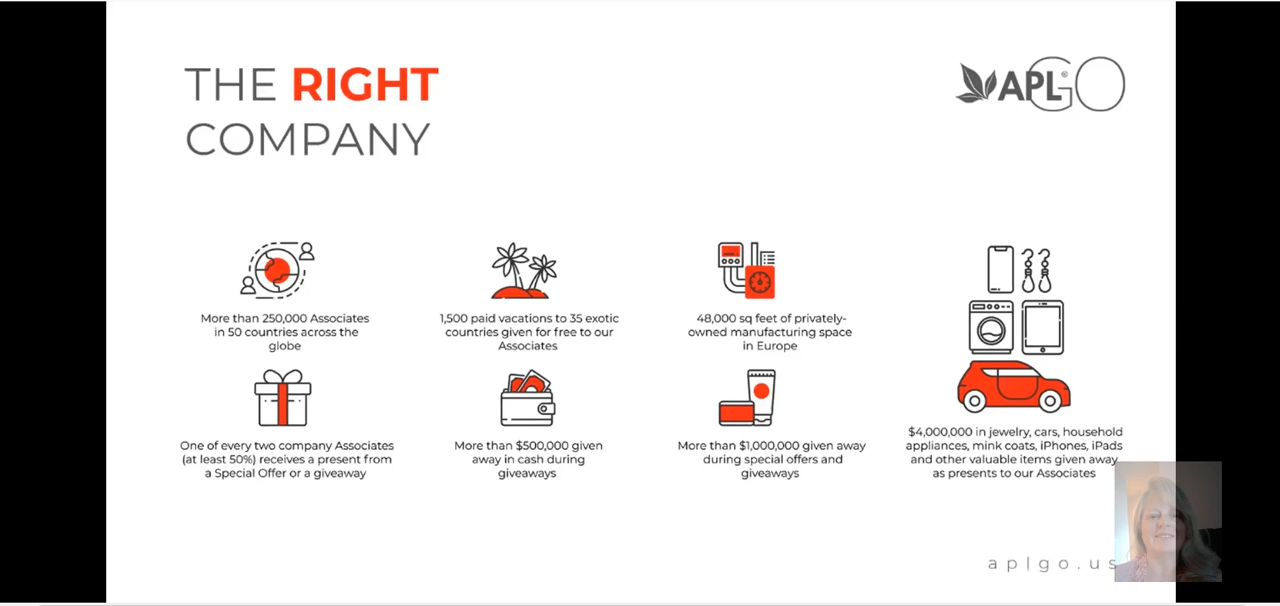 THE RIGHT
COMPANY
APL® GO
More than 250,000 Associates
in 50 countries across the
globe
1,500 paid vacations to 35 exotic
countries given for free to our
Associates
48,000 sq feet of privately-
owned manufacturing space
in Europe
One of every two company Associates
(at least 50%) receives a present from
a Special Offer or a giveaway
More than $500,000 given
away in cash during
giveaways
More than $1,000,000 given away
during special offers and
giveaways
$4,000,000 in jewelry, cars, household
appliances, mink coats, iPhones, iPads
and other valuable items given away
as presents to our Associates
aplgo.us